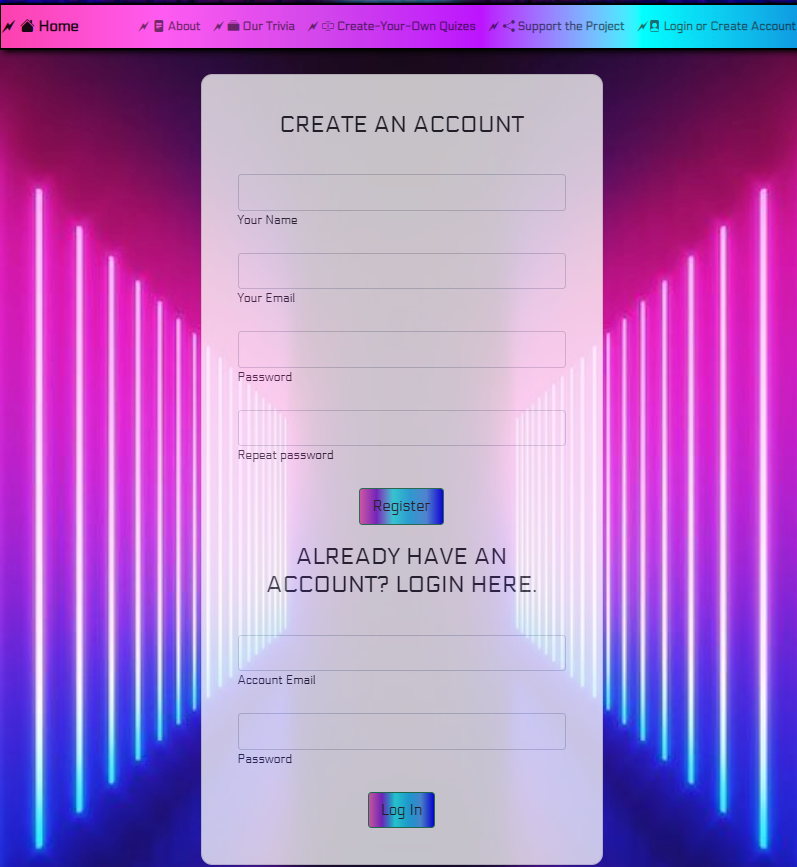 Home About Our Trivia Create-Your-Own Quizes Support the Project Login or Create Account
CREATE AN ACCOUNT
Your Name
Your Email
Password
Repeat password
Register
ALREADY HAVE AN
ACCOUNT? LOGIN HERE.
Account Email
Password
Log In